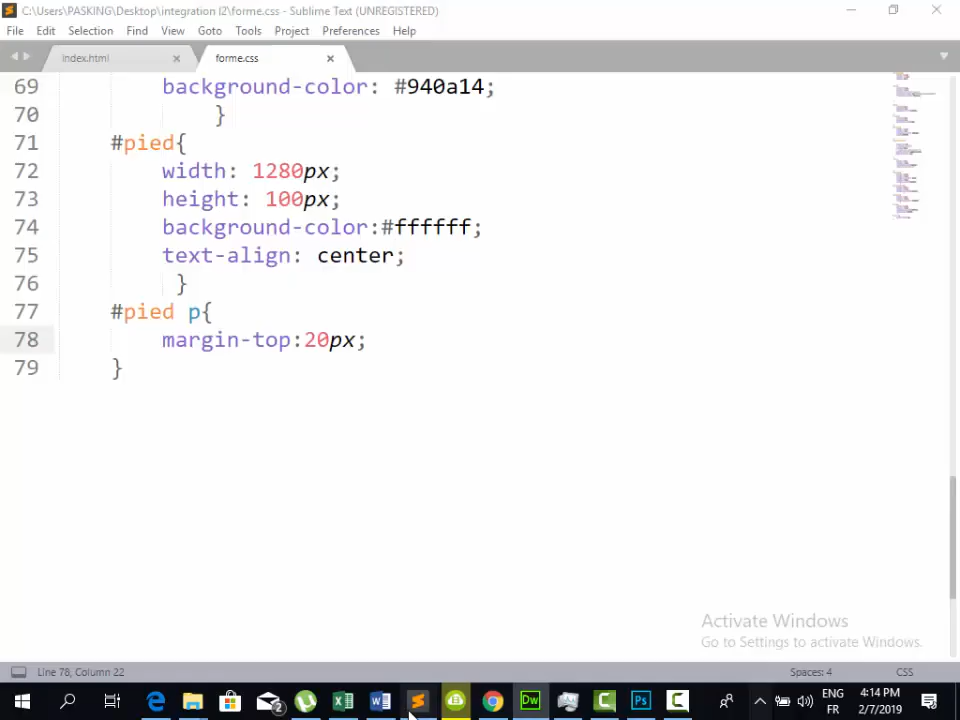 C:\Users\PASKING\Desktop\integration l2\forme.css - Sublime Text (UNREGISTERED)
File Edit Selection Find View Goto Tools Project Preferences Help
index.html × forme.css ×
69 background-color: #940a14;
70 }
71 #pied{
72 width: 1280px;
73 height: 100px;
74 background-color:#ffffff;
75 text-align: center;
76 }
77 #pied p{
78 margin-top:20px;
79 }
Activate Windows
Go to Settings to activate Windows.
Line 78, Column 22 Spaces: 4 CSS
2 Dw Ps ENG 4:14 PM
FR 2/7/2019